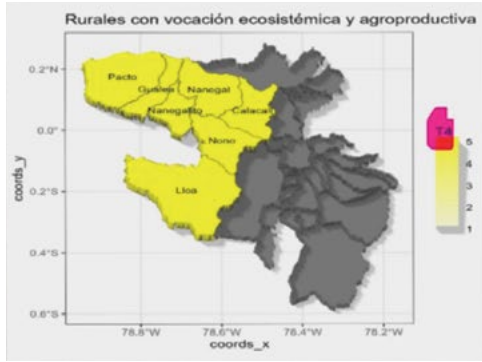 Rurales con vocación ecosistémica y agroproductiva
0.2°N
0.0°
0.2°S
0.4°S
0.6°S
coords_y
Pacto
Gualea
Nanegal
Nanegalito
Calacalí
Nono
Lloa
5
4
3
2
1
78.8°W 78.6°W 78.4°W 78.2°W
coords_x